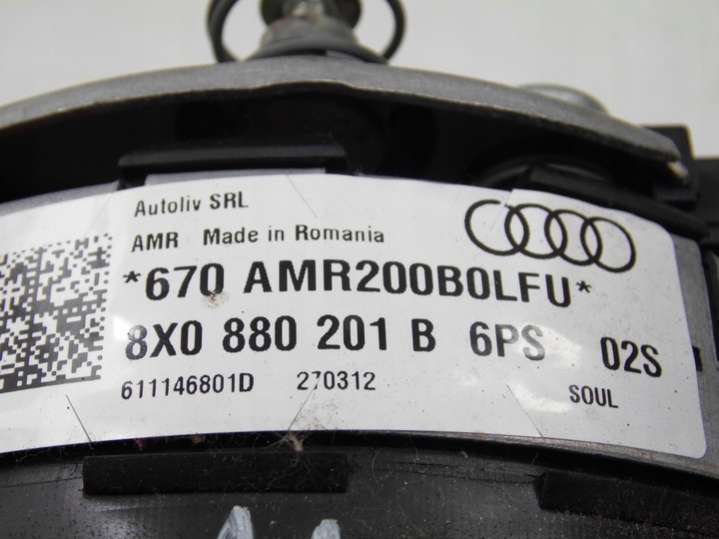 Autoliv SRL
AMR Made in Romania
*670 AMR200B0LFU*
8X0 880 201 B 6PS 02S
611146801D 270312 SOUL